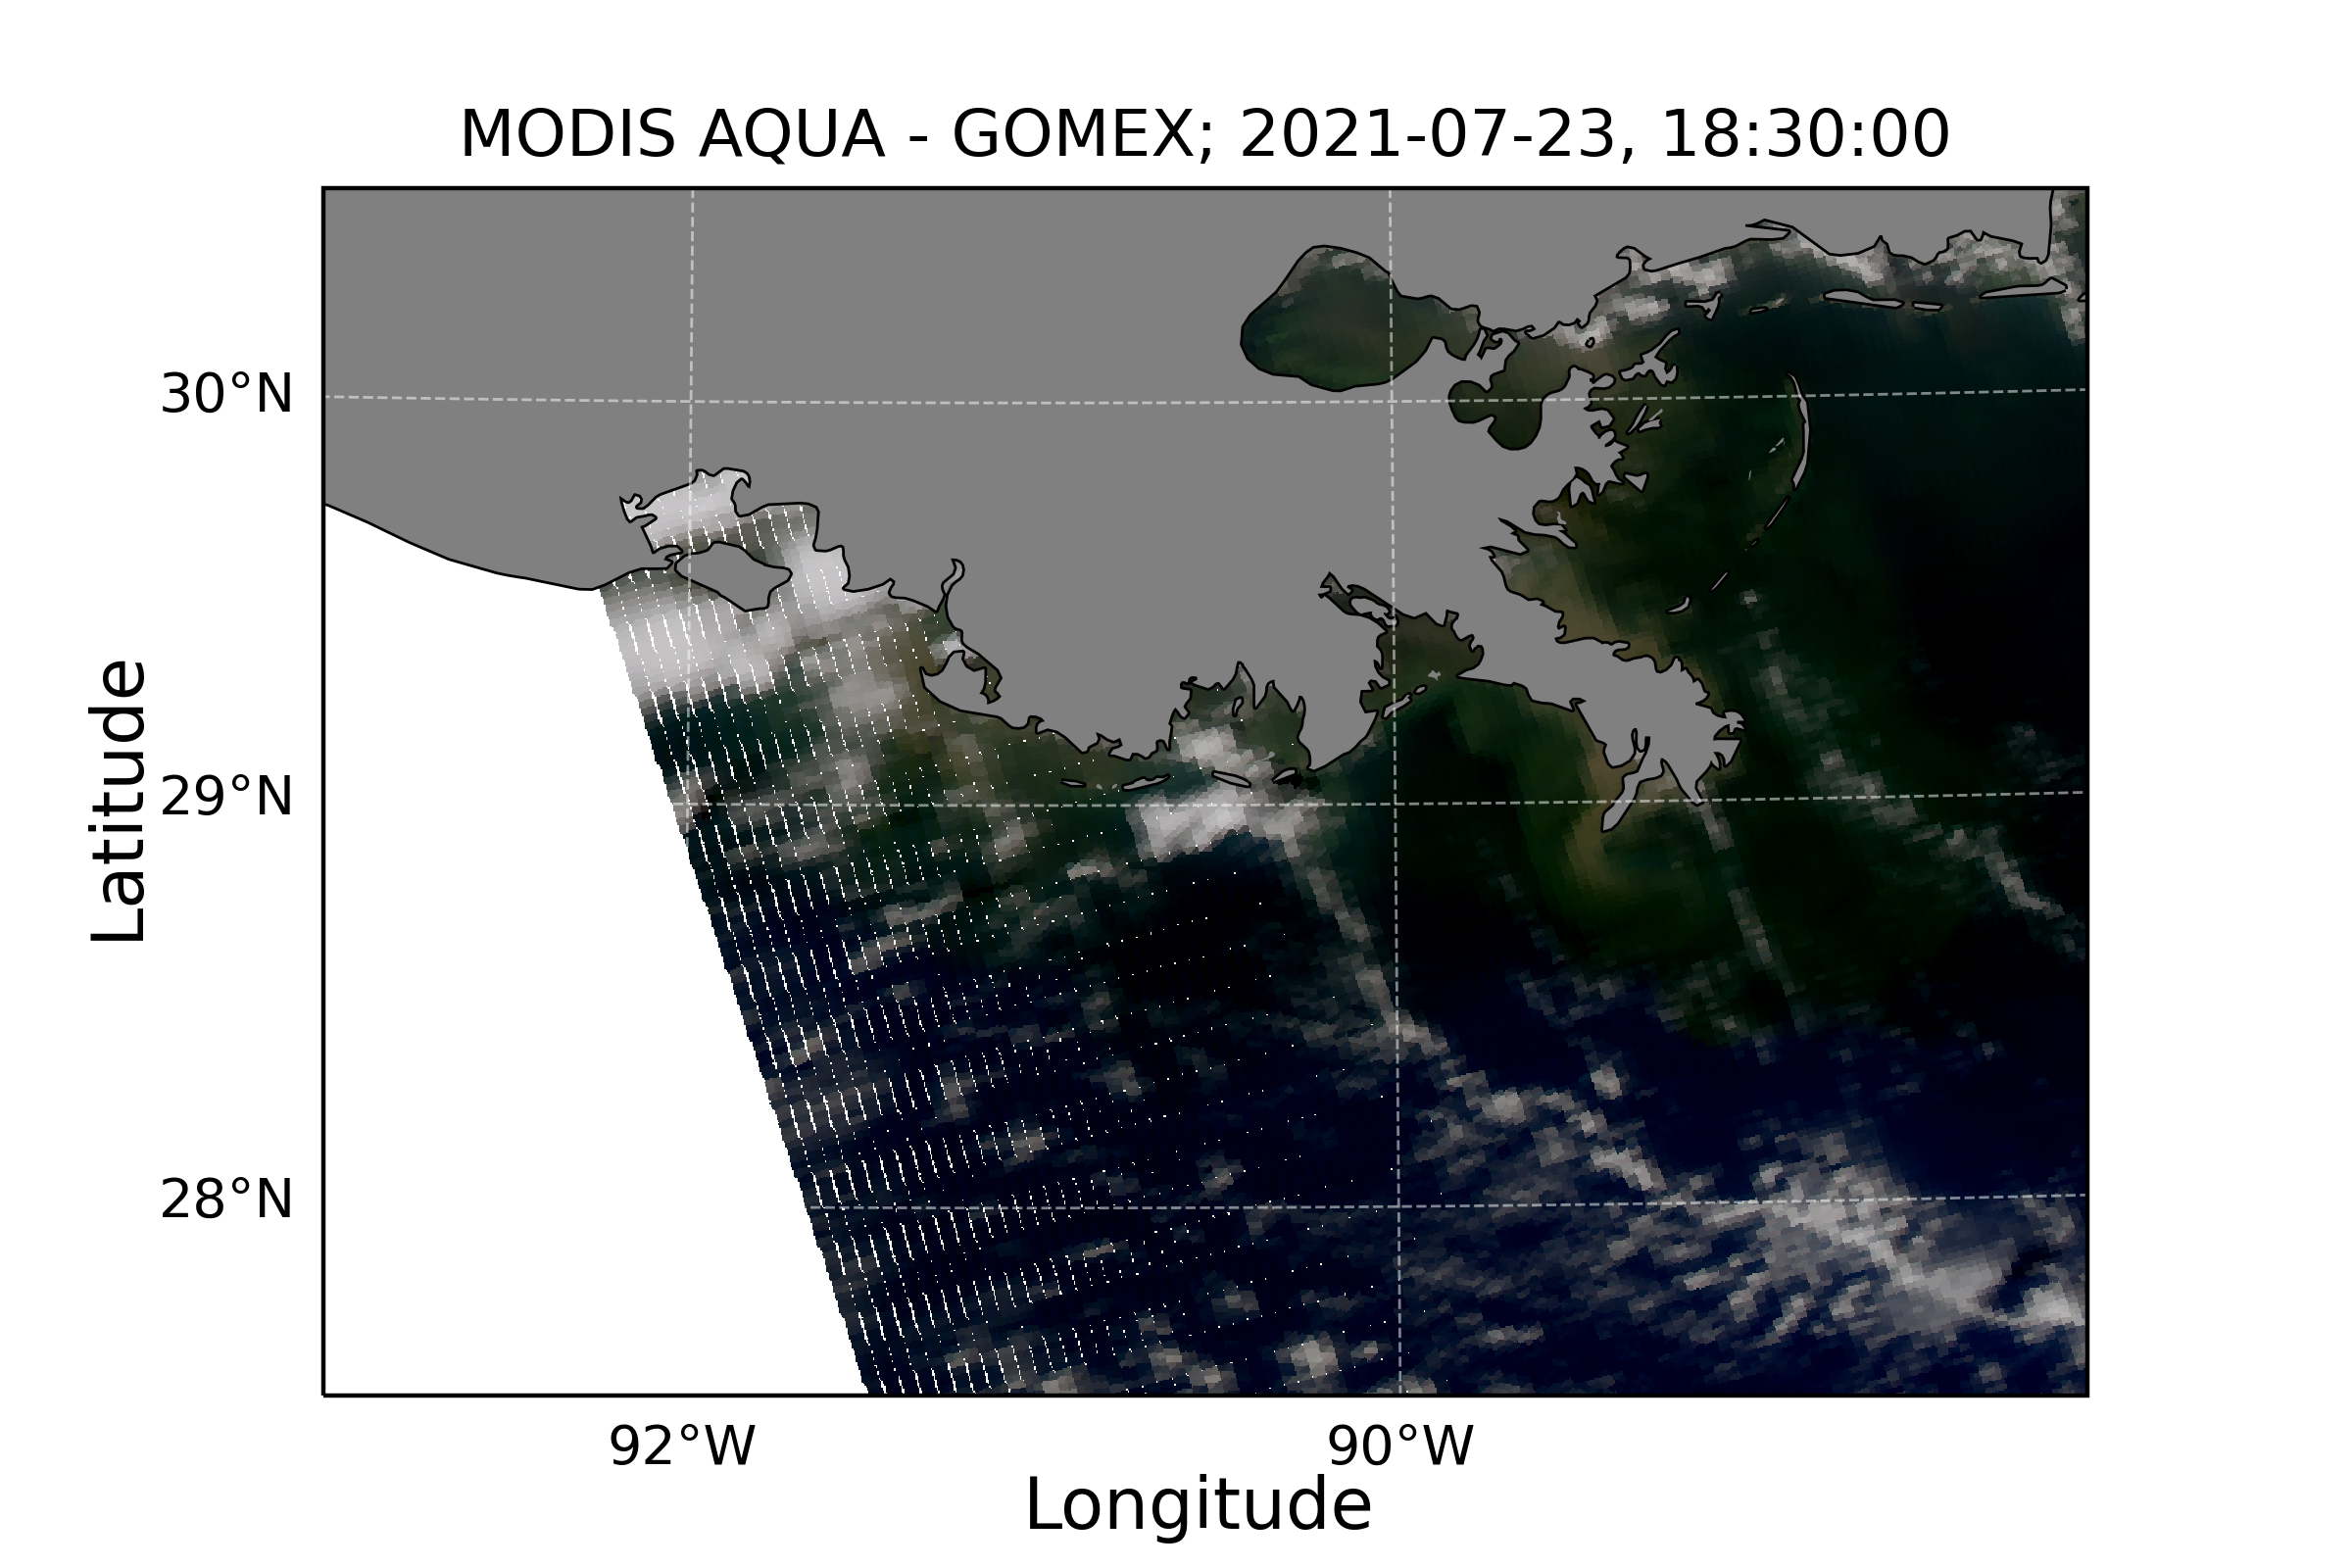 MODIS AQUA - GOMEX; 2021-07-23, 18:30:00
30°N
29°N
28°N
Latitude
92°W 90°W
Longitude